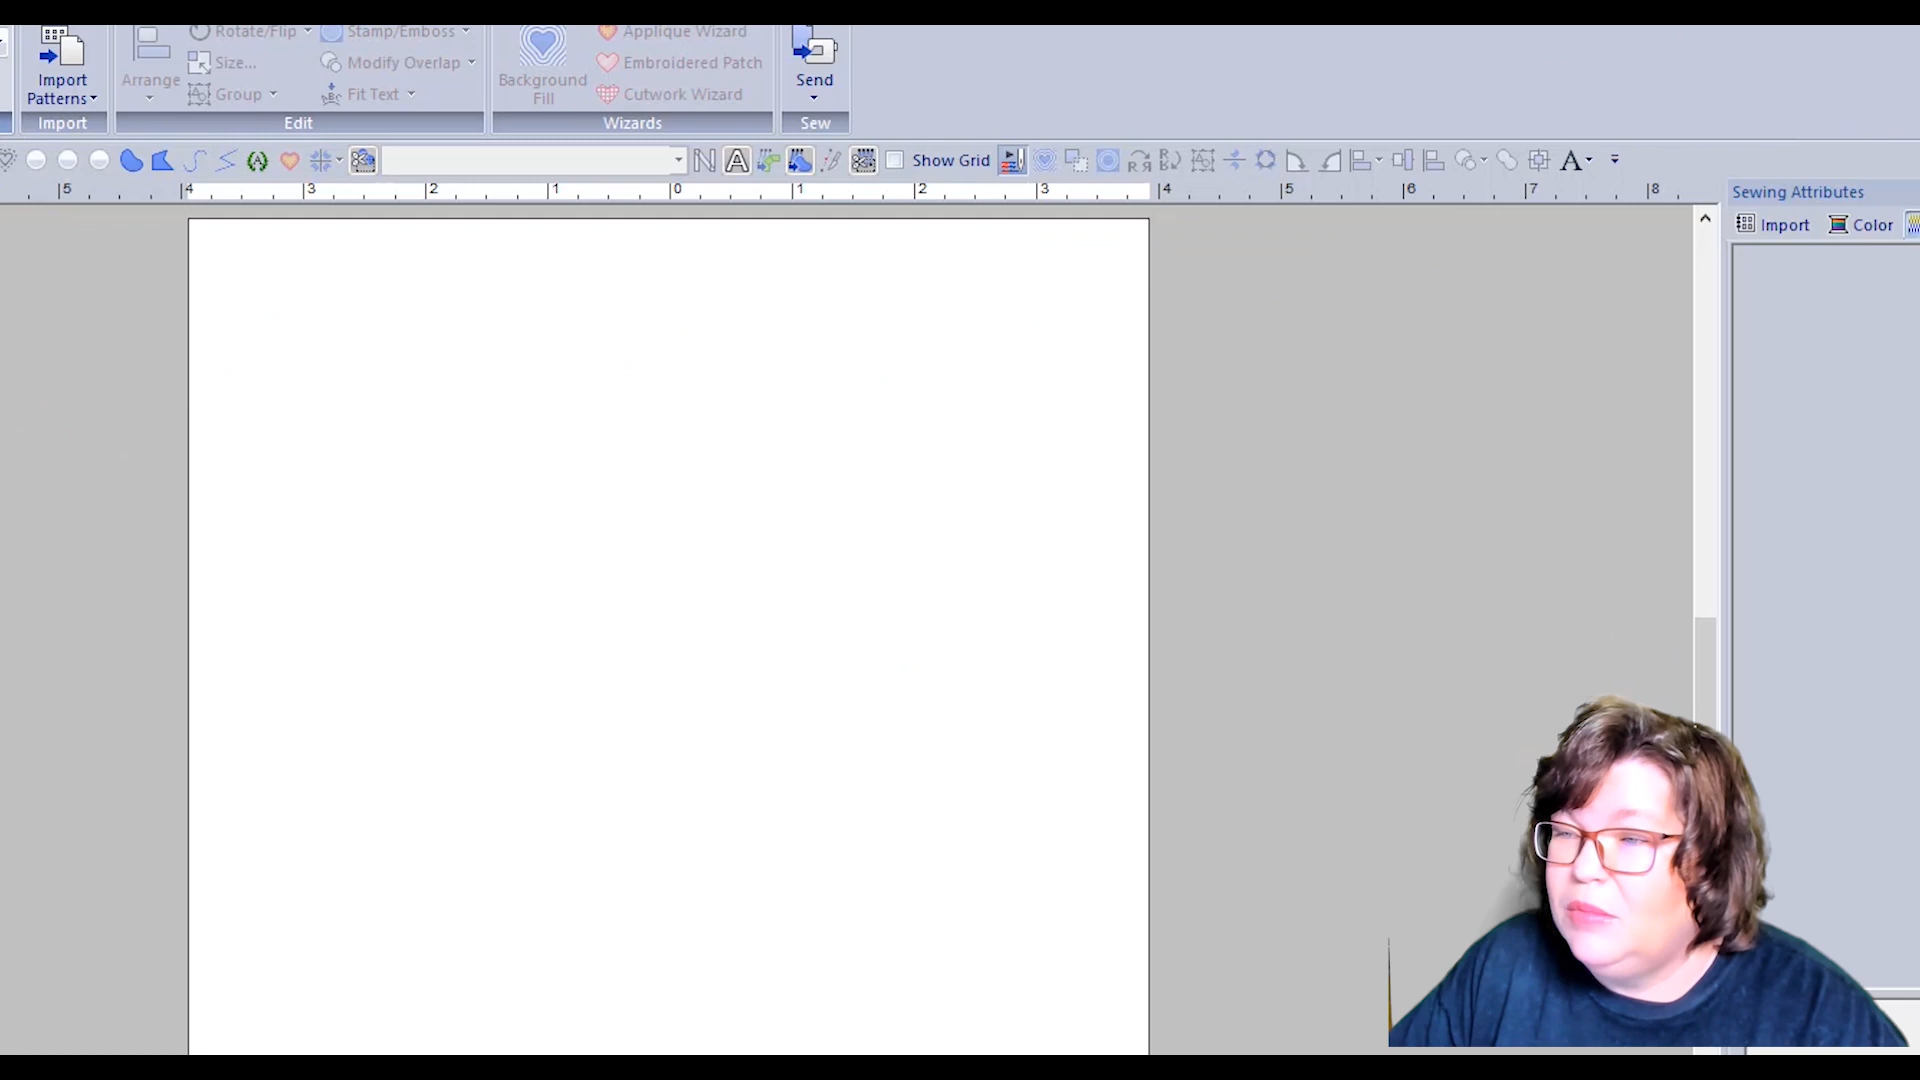 Rotate/Flip
Stamp/Emboss
Applique Wizard
Import Patterns
Arrange
Size...
Modify Overlap
Background Fill
Embroidered Patch
Send
Group
Fit Text
Cutwork Wizard
Import
Edit
Wizards
Sew
Show Grid
5 4 3 2 1 0 1 2 3 4 5 6 7 8
Sewing Attributes
Import
Color